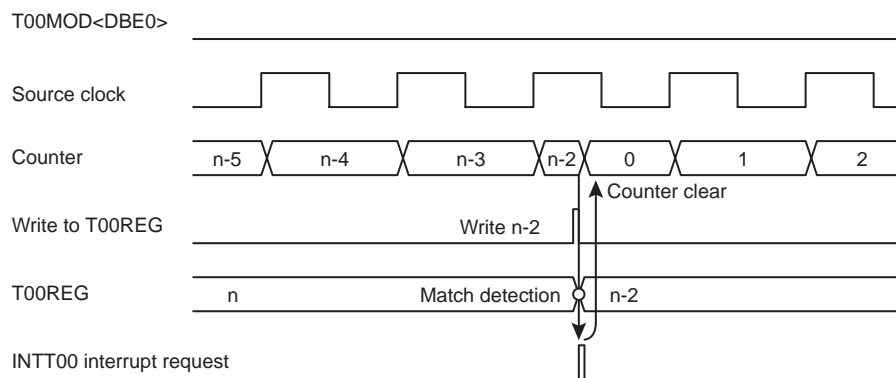 T00MOD<DBE0>
Source clock
Counter n-5 n-4 n-3 n-2 0 1 2
Counter clear
Write to T00REG Write n-2
T00REG n Match detection n-2
INTT00 interrupt request